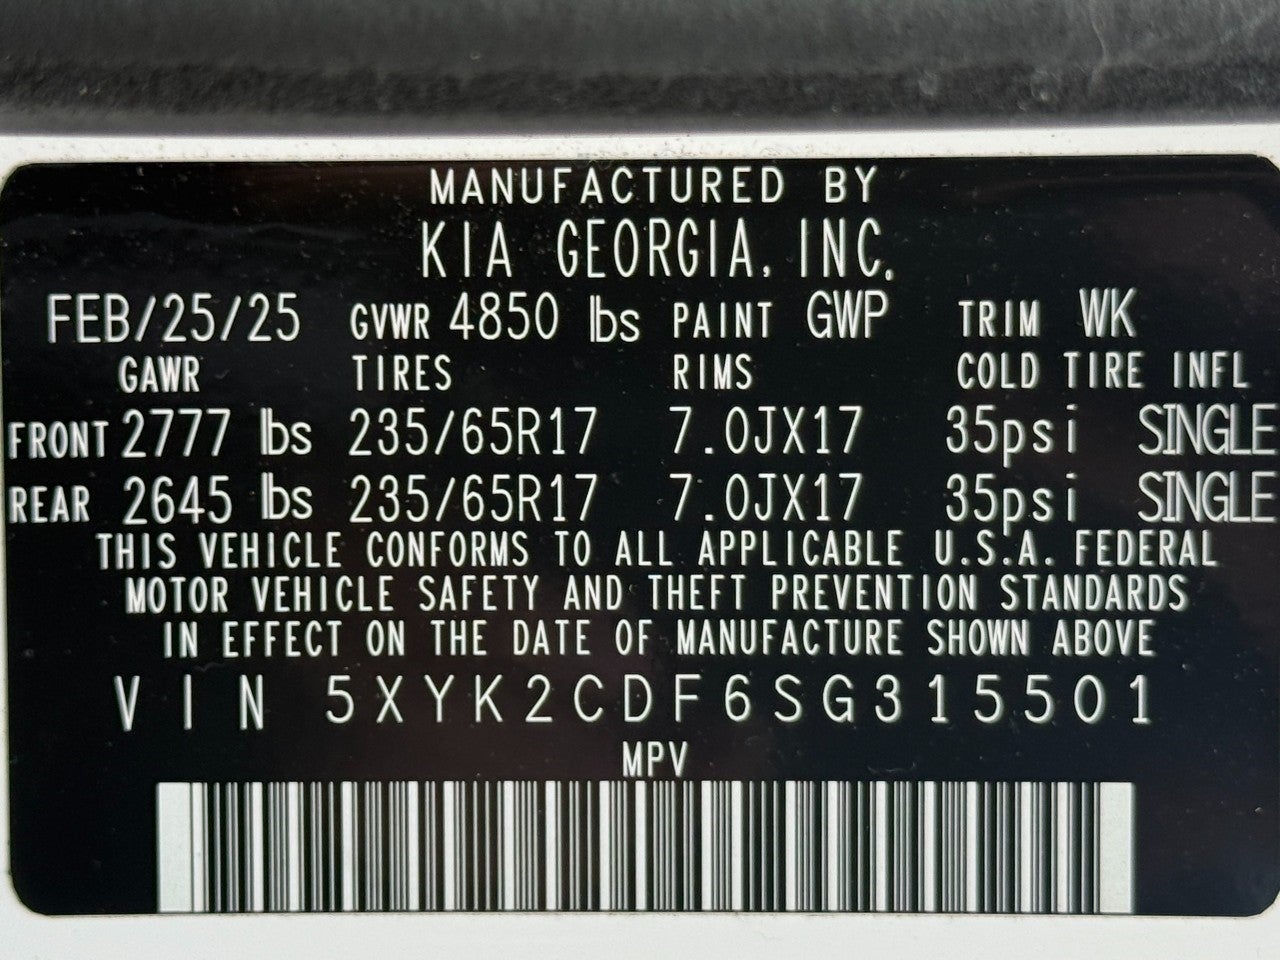 MANUFACTURED BY
KIA GEORGIA, INC.
FEB/25/25 GVWR 4850 lbs PAINT GWP TRIM WK
GAWR TIRES RIMS COLD TIRE INFL
FRONT 2777 lbs 235/65R17 7.0JX17 35psi SINGLE
REAR 2645 lbs 235/65R17 7.0JX17 35psi SINGLE
THIS VEHICLE CONFORMS TO ALL APPLICABLE U.S.A. FEDERAL
MOTOR VEHICLE SAFETY AND THEFT PREVENTION STANDARDS
IN EFFECT ON THE DATE OF MANUFACTURE SHOWN ABOVE
VIN 5XYK2CDF6SG315501
MPV